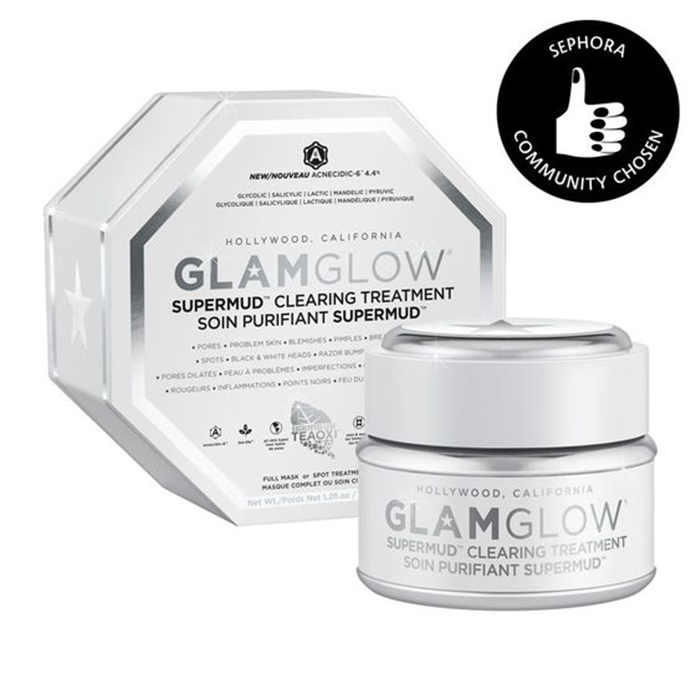 SEPHORA
COMMUNITY CHOSEN
A
NEW/NOUVEAU ACNECIDIC-6™ 4.4%
GLYCOLIC | SALICYLIC | LACTIC | MANDELIC | PYRUVIC
GLYCOLIQUE | SALICYLIQUE | LACTIQUE | MANDÉLIQUE | PYRUVIQUE
HOLLYWOOD, CALIFORNIA
GLAMGLOW
SUPERMUD™ CLEARING TREATMENT
SOIN PURIFIANT SUPERMUD™
• PORES • PROBLEM SKIN • BLEMISHES • PIMPLES •
• SPOTS • BLACK & WHITE HEADS • RAZOR
• PORES DILATÉS • PEAU À PROBLÈMES • IMPERFECTIONS •
• ROUGEURS • INFLAMMATIONS • POINTS NOIRS • FEU DU
TEAOXI
FULL MASK or SPOT
MASQUE COMPLET OU SOIN
Net Wt./Poids Net 1.2fl.oz/
HOLLYWOOD, CALIFORNIA
GLAMGLOW
SUPERMUD™ CLEARING TREATMENT
SOIN PURIFIANT SUPERMUD™